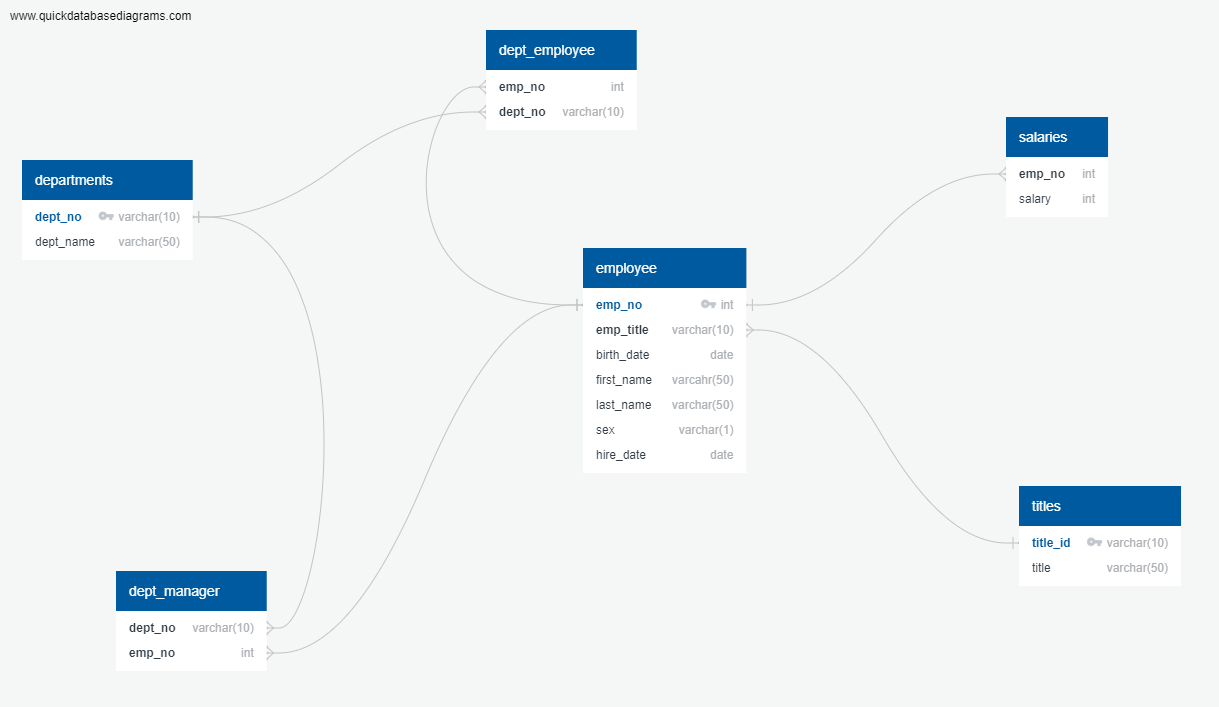 www.quickdatabasediagrams.com
dept_employee
emp_no int
dept_no varchar(10)
salaries
emp_no int
salary int
departments
dept_no varchar(10)
dept_name varchar(50)
employee
emp_no int
emp_title varchar(10)
birth_date date
first_name varcahr(50)
last_name varchar(50)
sex varchar(1)
hire_date date
titles
title_id varchar(10)
title varchar(50)
dept_manager
dept_no varchar(10)
emp_no int